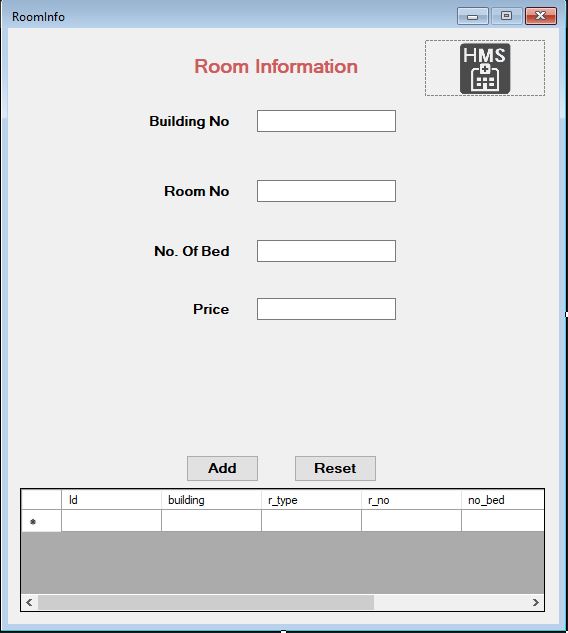 RoomInfo
HMS
Room Information
Building No
Room No
No. Of Bed
Price
Add Reset
Id building r_type r_no no_bed